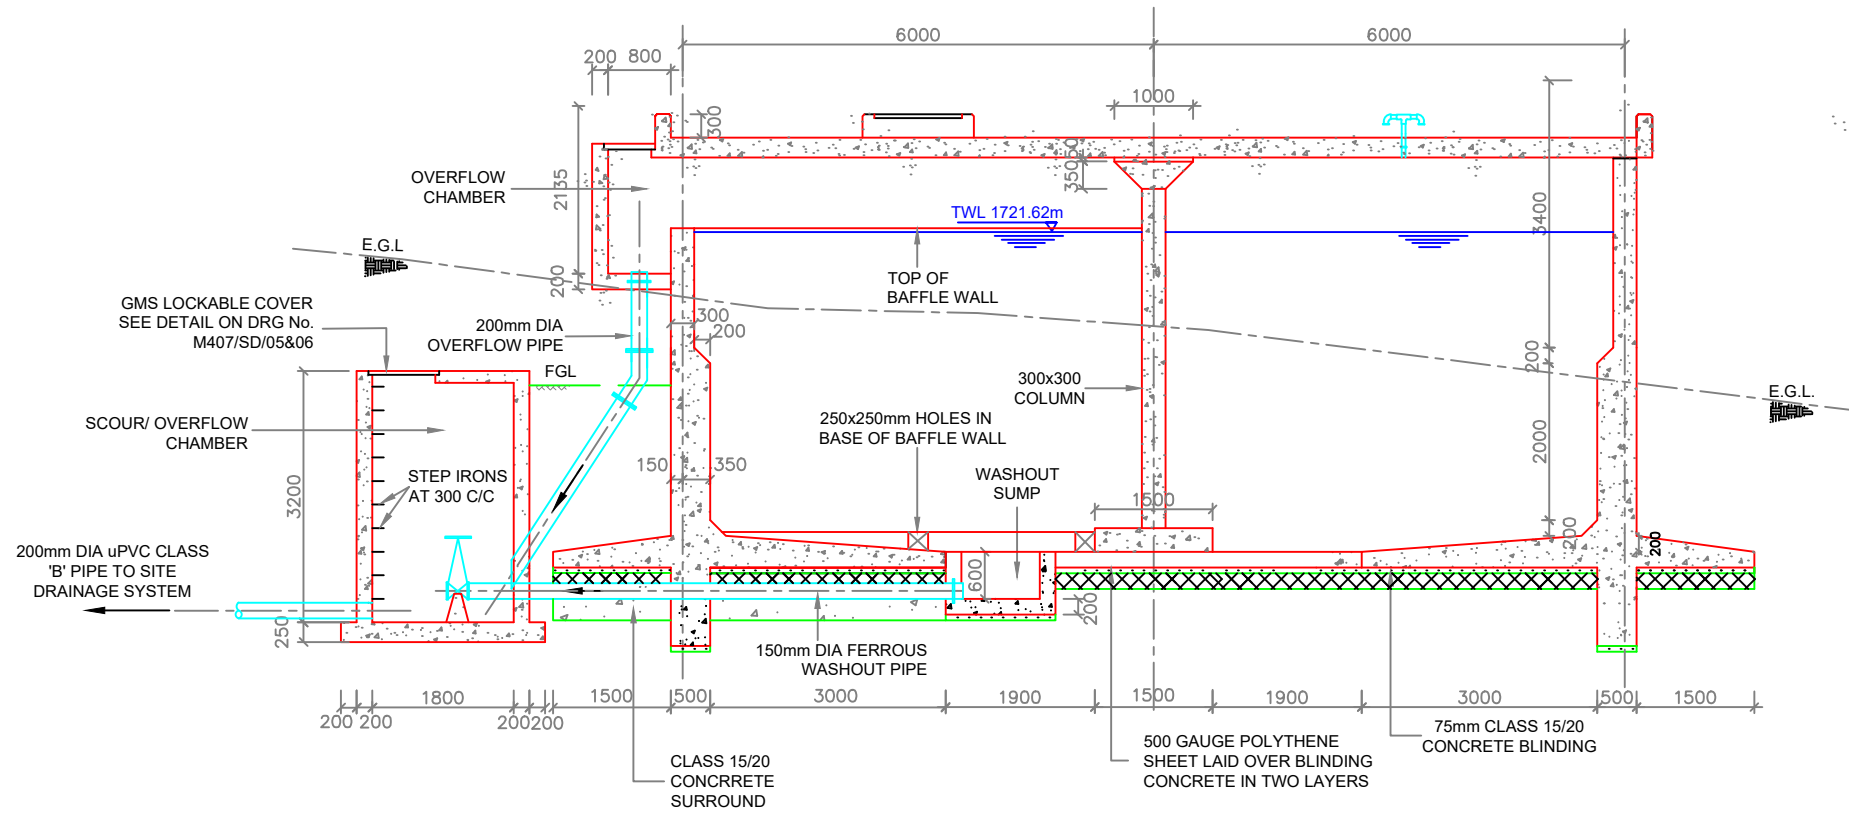 6000
6000
200
800
1000
300
2135
OVERFLOW
CHAMBER
35050
3400
TWL 1721.62m
E.G.L
TOP OF
BAFFLE WALL
200
GMS LOCKABLE COVER
SEE DETAIL ON DRG No.
M407/SD/05&06
200mm DIA
OVERFLOW PIPE
300
200
FGL
200
300x300
COLUMN
E.G.L.
SCOUR/ OVERFLOW
CHAMBER
250x250mm HOLES IN
BASE OF BAFFLE WALL
2000
150
350
STEP IRONS
AT 300 C/C
WASHOUT
SUMP
3200
1500
200mm DIA uPVC CLASS
'B' PIPE TO SITE
DRAINAGE SYSTEM
200
200
600
200
250
150mm DIA FERROUS
WASHOUT PIPE
1800
1500
500
3000
1900
1500
1900
3000
500
1500
200
200
200
200
75mm CLASS 15/20
CONCRETE BLINDING
500 GAUGE POLYTHENE
SHEET LAID OVER BLINDING
CONCRETE IN TWO LAYERS
CLASS 15/20
CONCRRETE
SURROUND